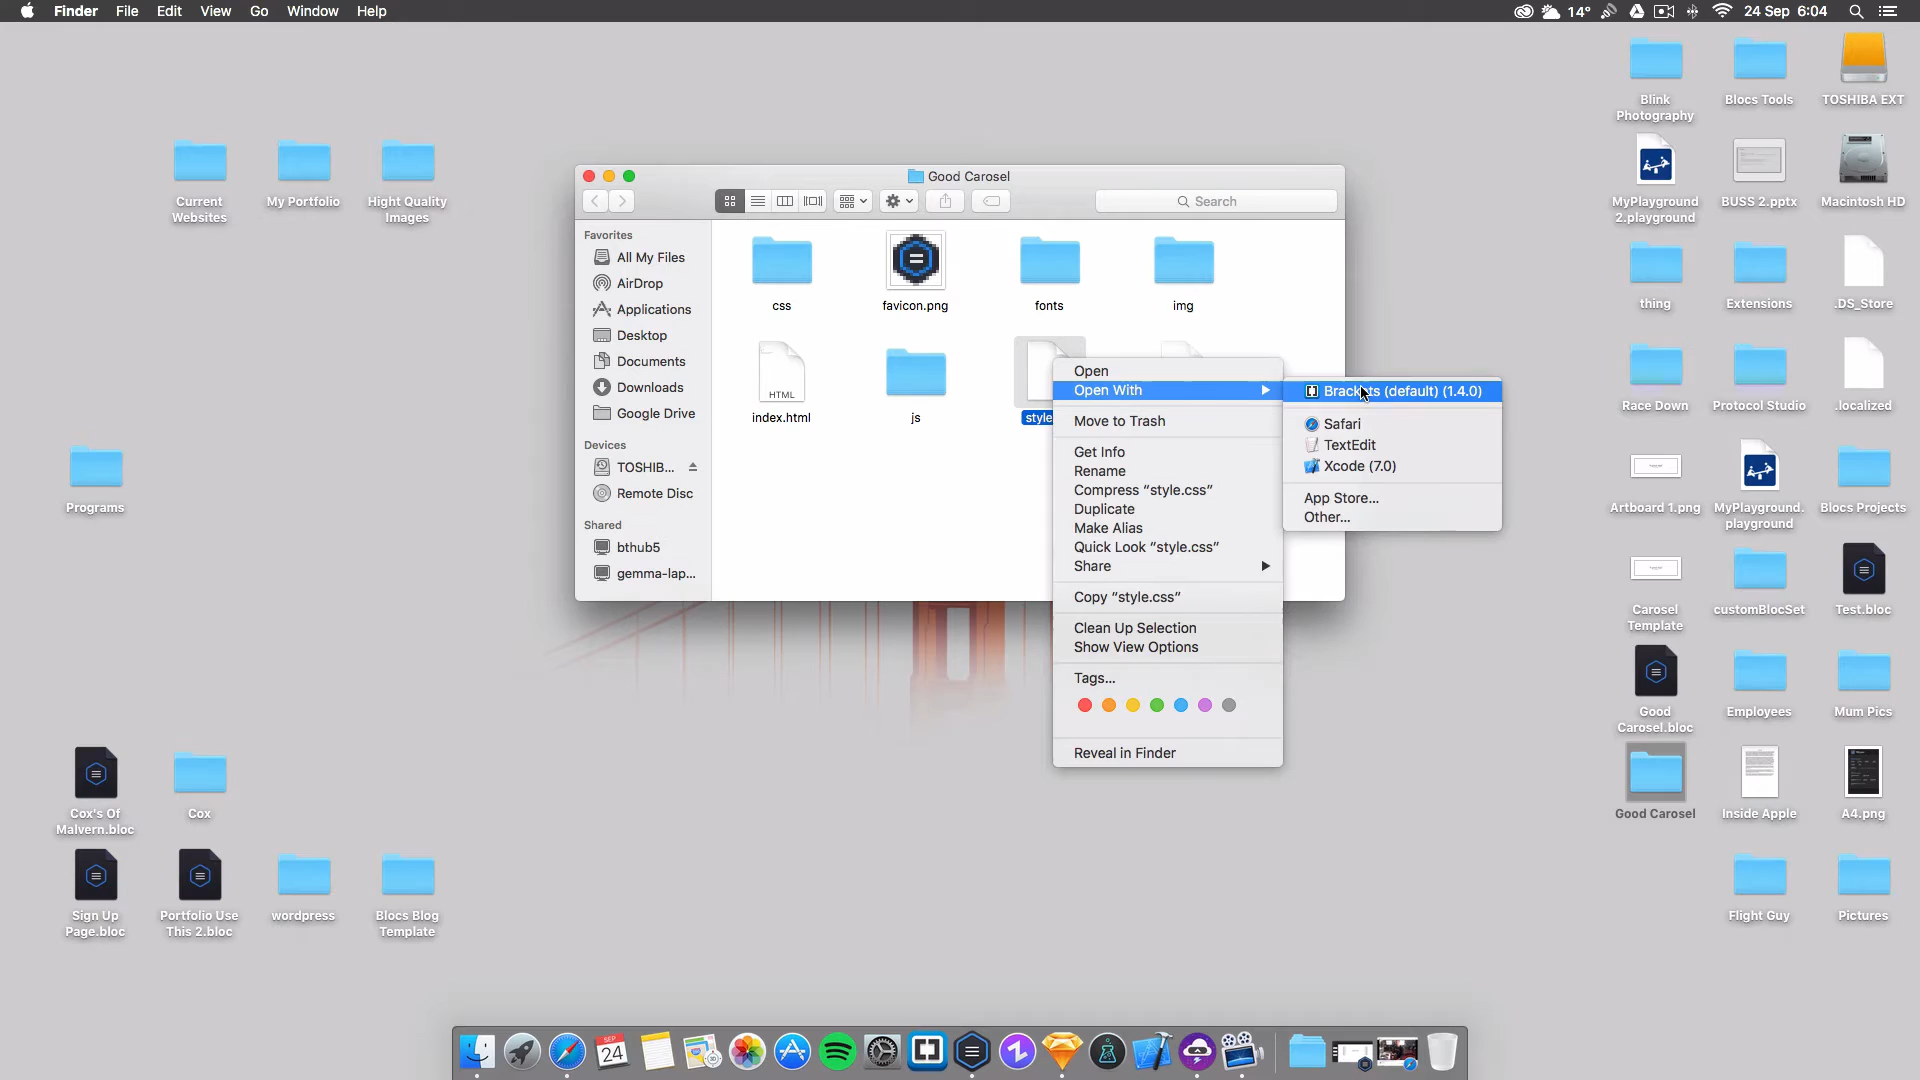 Finder File Edit View Go Window Help
14° 24 Sep 6:04
Blink Photography
Blocs Tools
TOSHIBA EXT
Current Websites
My Portfolio
Hight Quality Images
MyPlayground 2.playground
BUSS 2.pptx
Macintosh HD
Good Carosel
Search
Favorites
All My Files
AirDrop
Applications
Desktop
Documents
Downloads
Google Drive
Devices
TOSHIB...
Remote Disc
Shared
bthub5
gemma-lap...
css
favicon.png
fonts
img
HTML
index.html
js
style
Open
Open With
Move to Trash
Get Info
Rename
Compress “style.css”
Duplicate
Make Alias
Quick Look “style.css”
Share
Copy “style.css”
Clean Up Selection
Show View Options
Tags...
Reveal in Finder
Brackets (default) (1.4.0)
Safari
TextEdit
Xcode (7.0)
App Store...
Other...
thing
Extensions
.DS_Store
Race Down
Protocol Studio
.localized
Programs
Artboard 1.png
MyPlayground.playground
Blocs Projects
Carosel Template
customBlocSet
Test.bloc
Good Carosel.bloc
Employees
Mum Pics
Cox's Of Malvern.bloc
Cox
Good Carosel
Inside Apple
A4.png
Sign Up Page.bloc
Portfolio Use This 2.bloc
wordpress
Blocs Blog Template
Flight Guy
Pictures
SEP
24